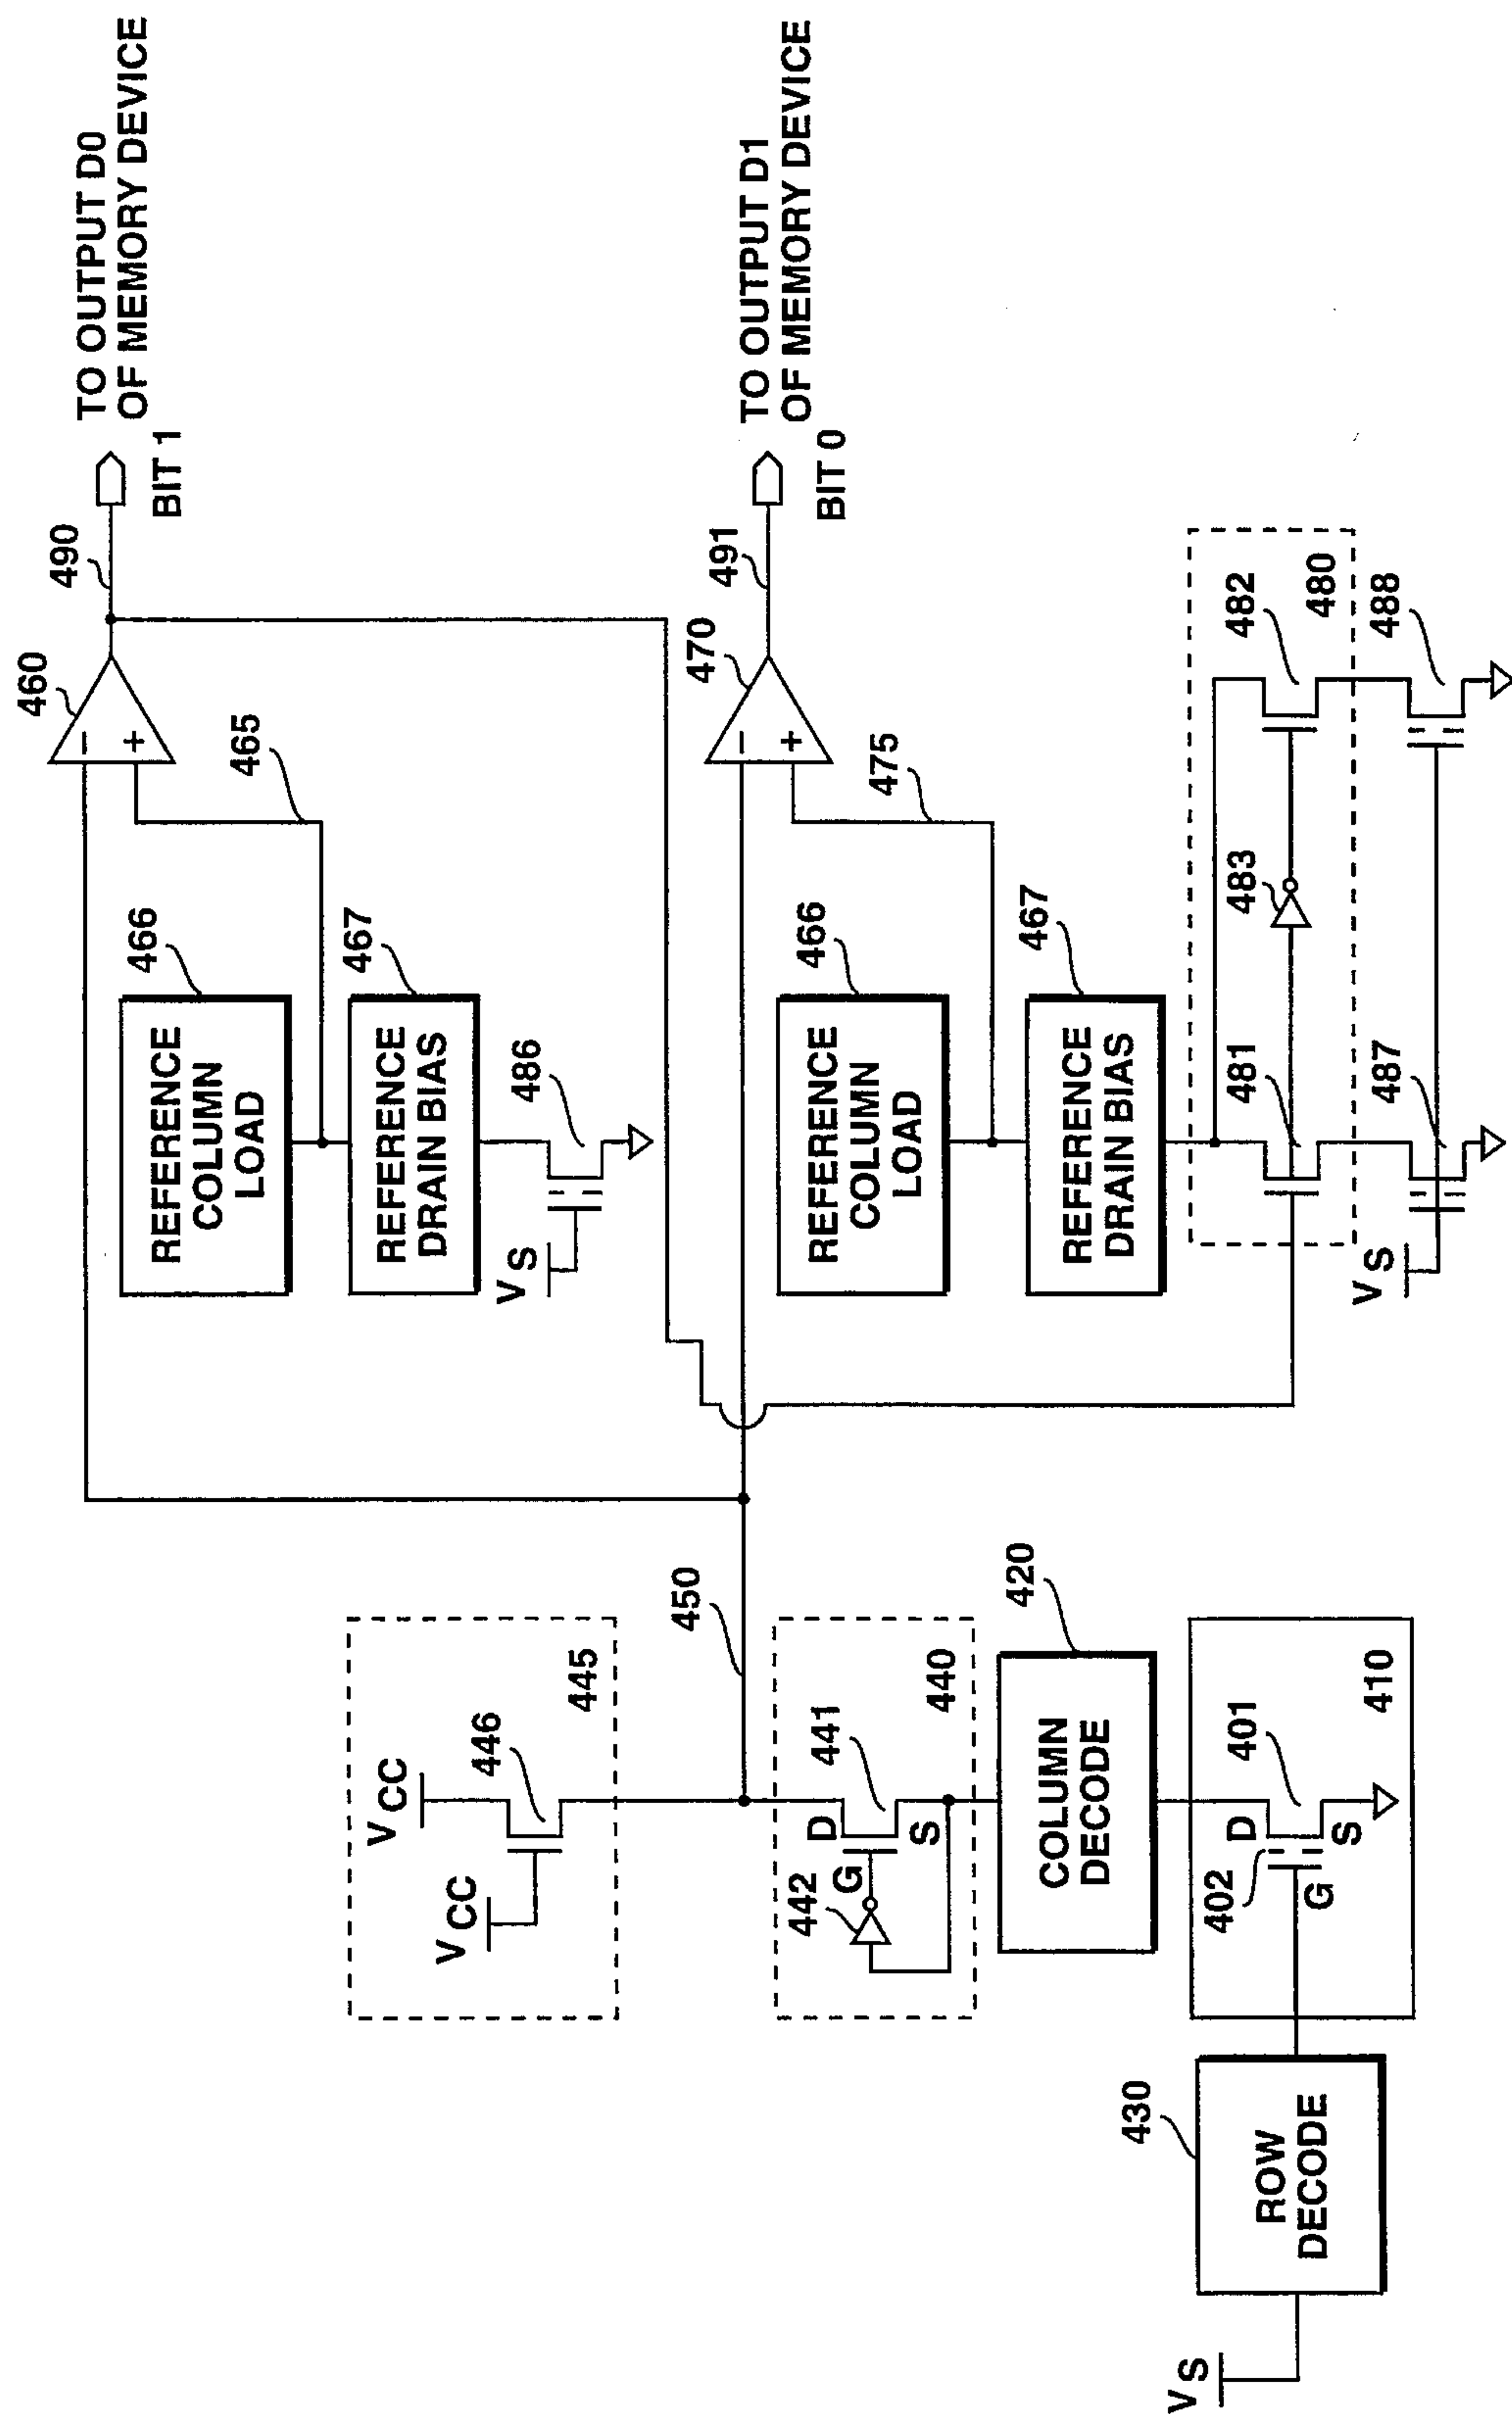 TO OUTPUT D0
OF MEMORY DEVICE
BIT 1
490
460
465
466
REFERENCE
COLUMN
LOAD
467
REFERENCE
DRAIN BIAS
486
VS
TO OUTPUT D1
OF MEMORY DEVICE
BIT 0
491
470
475
466
REFERENCE
COLUMN
LOAD
467
REFERENCE
DRAIN BIAS
481
483
482
480
487
488
VS
VCC
VCC
446
445
450
D
441
G
442
S
440
420
COLUMN
DECODE
D
401
402
G
S
410
430
ROW
DECODE
VS
−
+
−
+